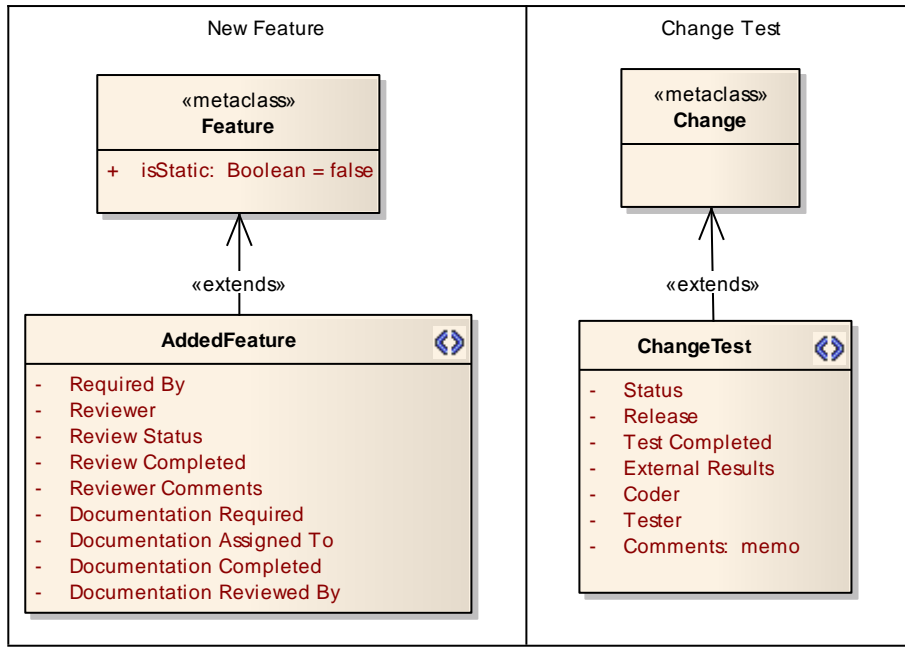 New Feature
«metaclass»
Feature
+ isStatic: Boolean = false
«extends»
AddedFeature
- Required By
- Reviewer
- Review Status
- Review Completed
- Reviewer Comments
- Documentation Required
- Documentation Assigned To
- Documentation Completed
- Documentation Reviewed By
Change Test
«metaclass»
Change
«extends»
ChangeTest
- Status
- Release
- Test Completed
- External Results
- Coder
- Tester
- Comments: memo